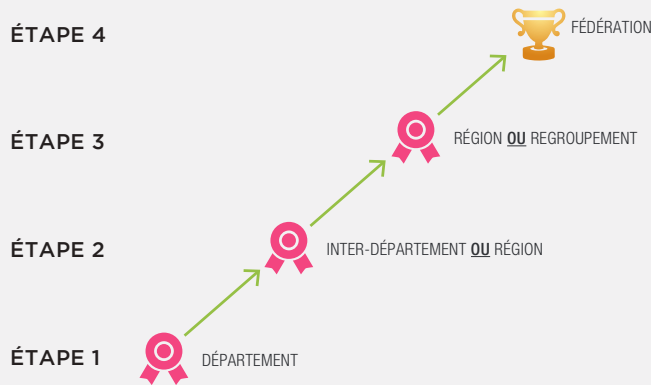 ÉTAPE 4
FÉDÉRATION
ÉTAPE 3
RÉGION OU REGROUPEMENT
ÉTAPE 2
INTER-DÉPARTEMENT OU RÉGION
ÉTAPE 1
DÉPARTEMENT